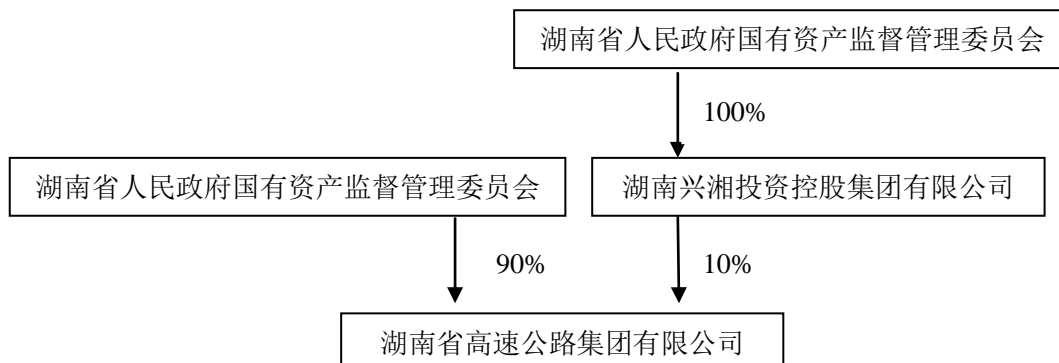 湖南省人民政府国有资产监督管理委员会
100%
湖南省人民政府国有资产监督管理委员会
湖南兴湘投资控股集团有限公司
90%
10%
湖南省高速公路集团有限公司